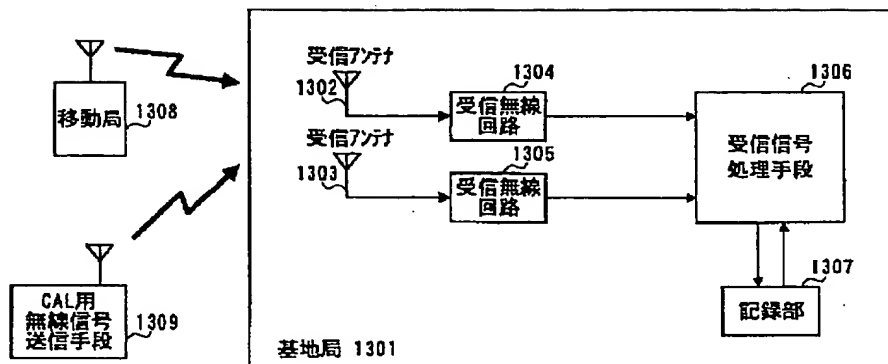 移動局
1308
CAL用
無線信号
送信手段
1309
受信アンテナ
1302
受信アンテナ
1303
1304
受信無線
回路
1305
受信無線
回路
1306
受信信号
処理手段
1307
記録部
基地局 1301